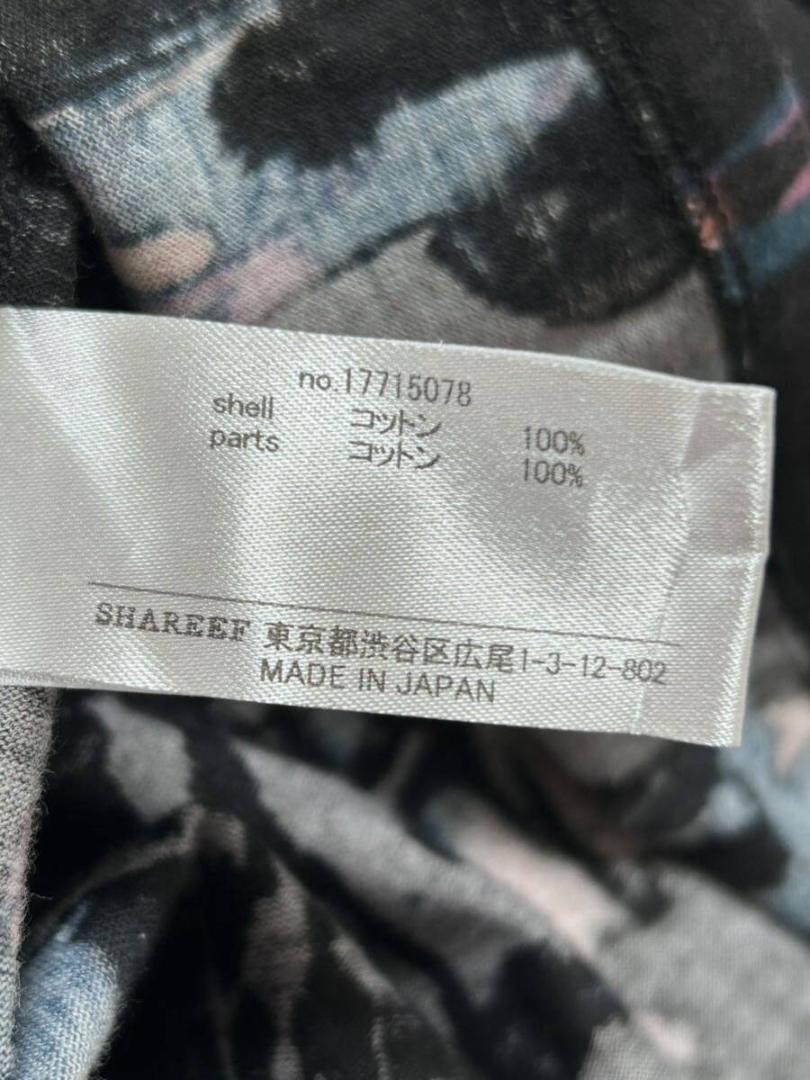 no.17715078
shell コットン 100%
parts コットン 100%
SHAREEF 東京都渋谷区広尾1-3-12-802
MADE IN JAPAN